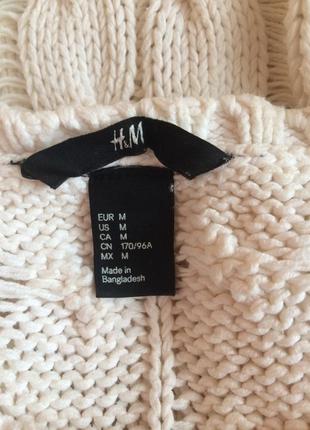 H&M
EUR M
US M
CA M
CN 170/96A
MX M
Made in
Bangladesh